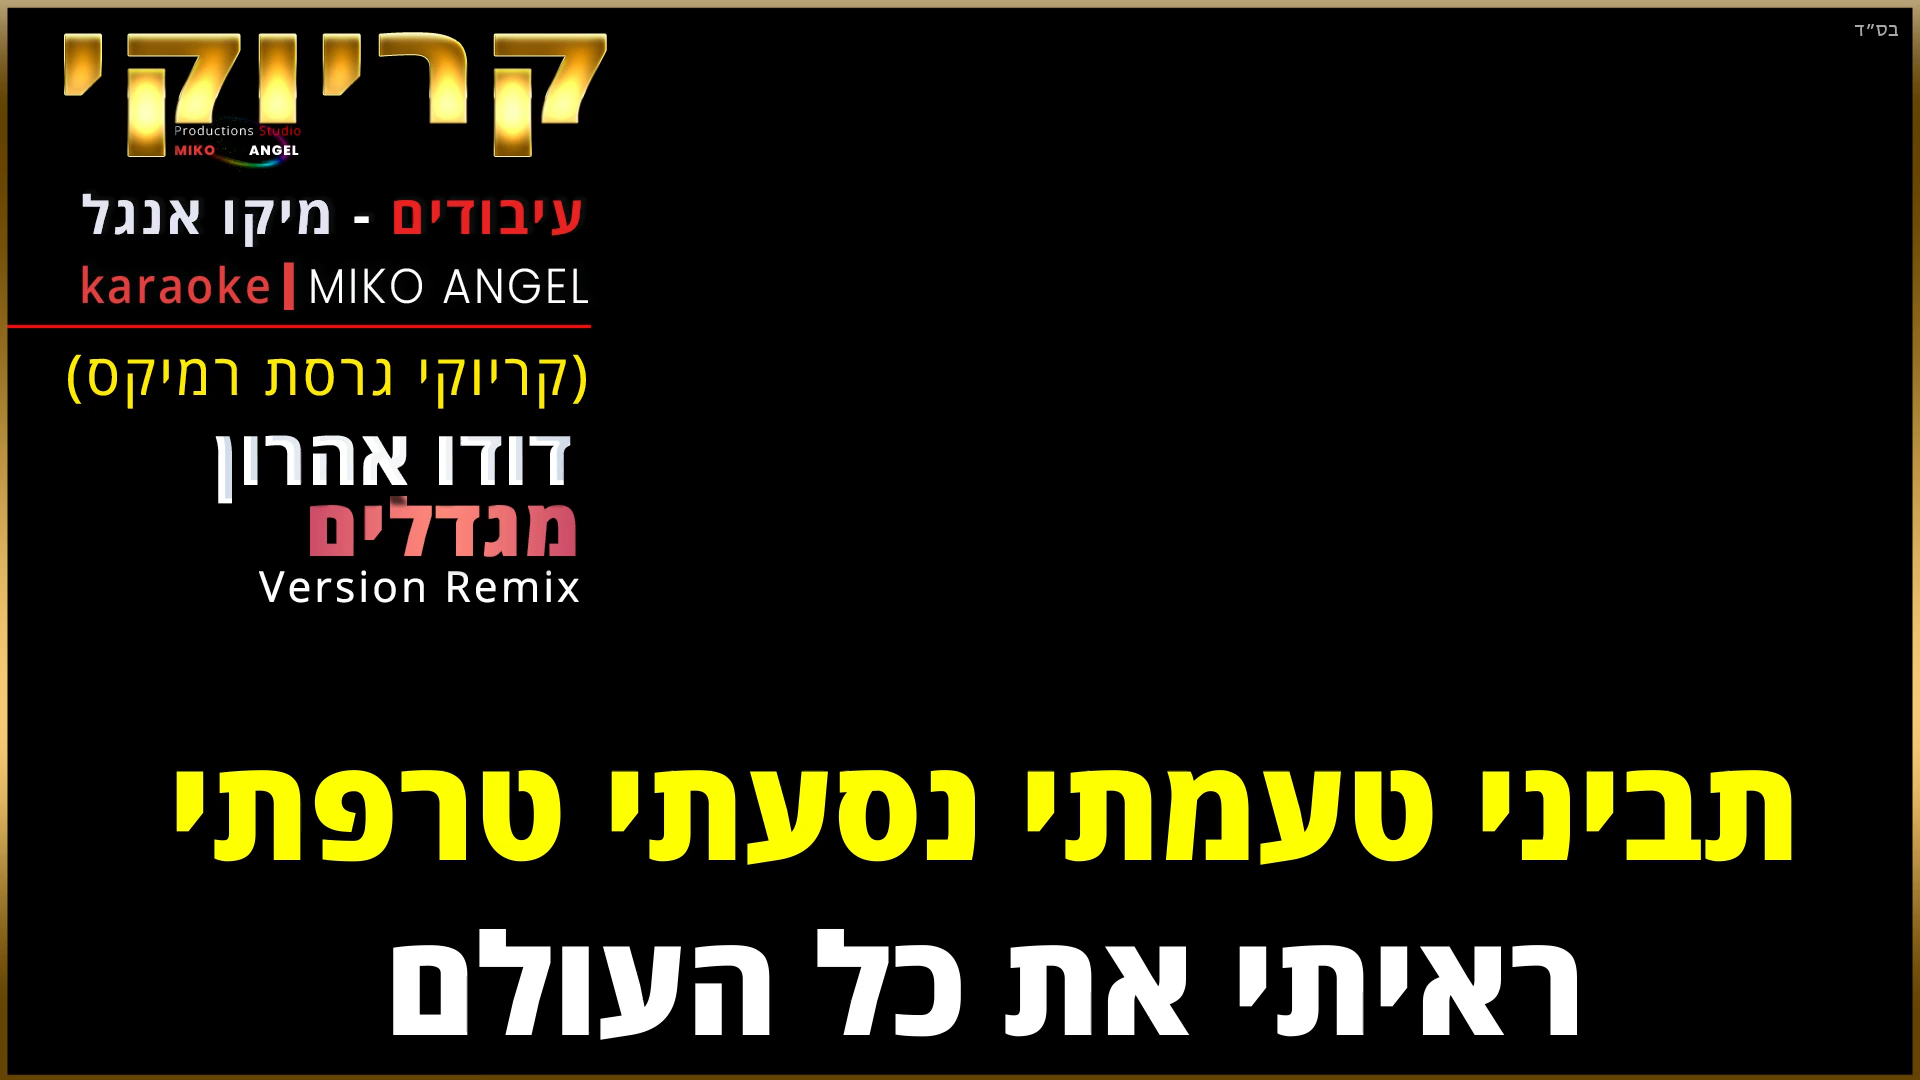 בס״ד
קריוקי
Productions Studio
MIKO ANGEL
עיבודים - מיקו אנגל
karaoke | MIKO ANGEL
(קריוקי גרסת רמיקס)
דודו אהרון
מגדלים
Version Remix
תביני טעמתי נסעתי טרפתי
ראיתי את כל העולם